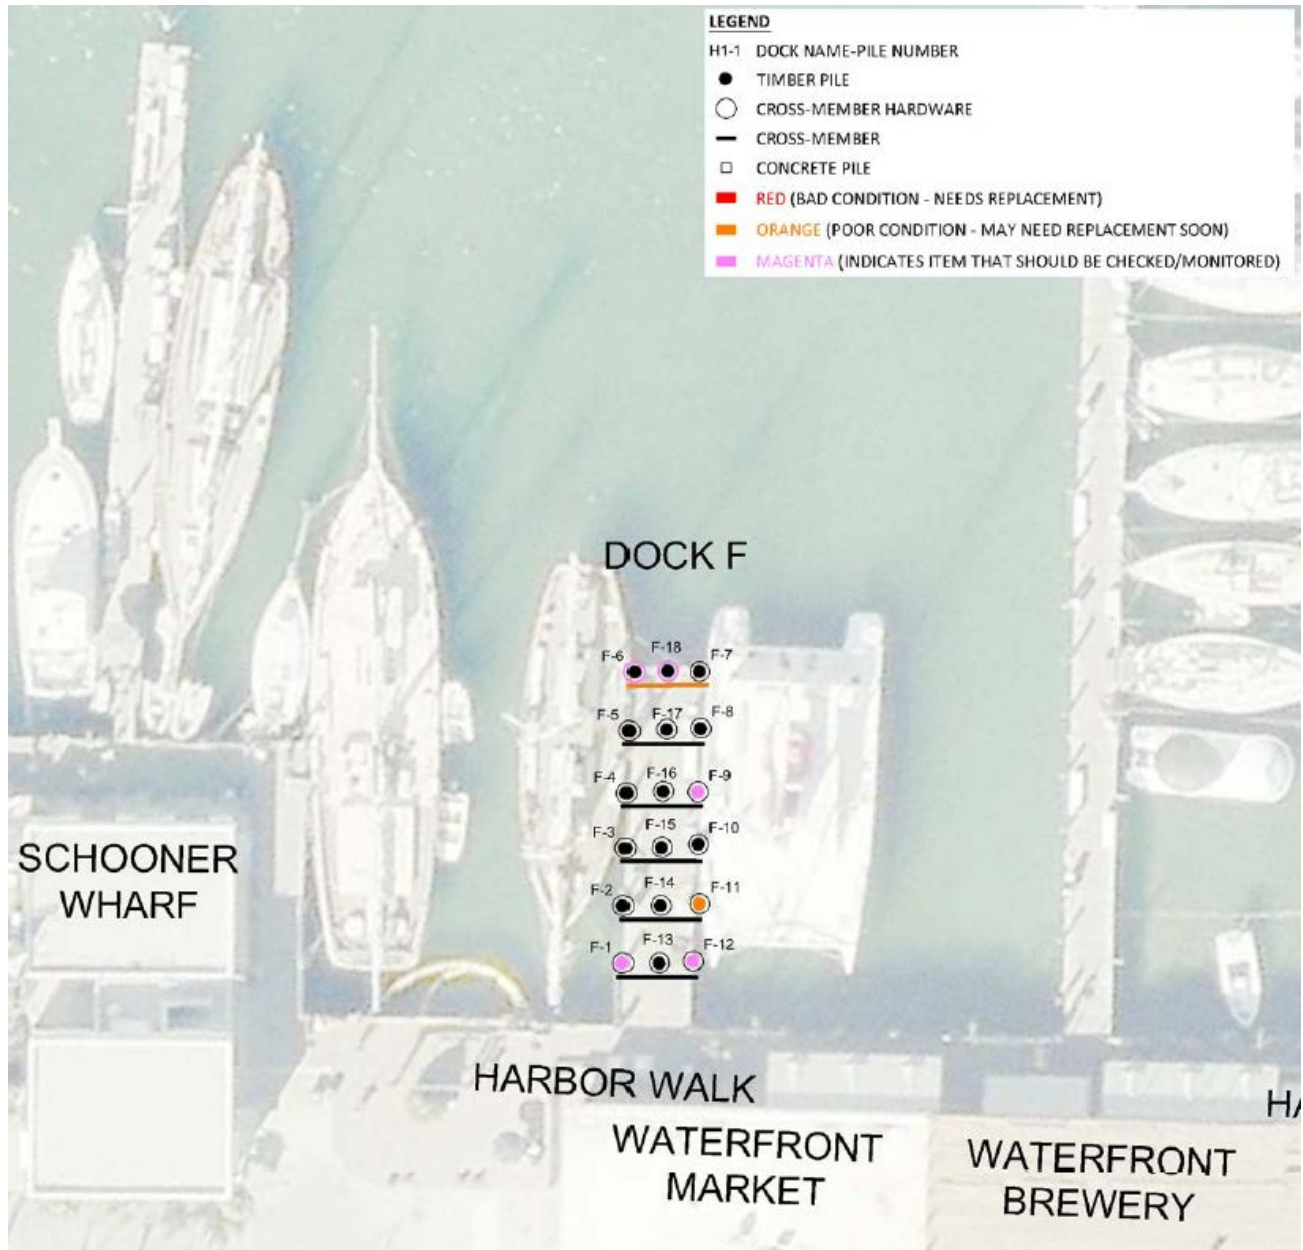 LEGEND
H1-1 DOCK NAME-PILE NUMBER
TIMBER PILE
CROSS-MEMBER HARDWARE
CROSS-MEMBER
CONCRETE PILE
RED (BAD CONDITION - NEEDS REPLACEMENT)
ORANGE (POOR CONDITION - MAY NEED REPLACEMENT SOON)
MAGENTA (INDICATES ITEM THAT SHOULD BE CHECKED/MONITORED)
DOCK F
F-6 F-18 F-7
F-5 F-17 F-8
F-4 F-16 F-9
F-3 F-15 F-10
F-2 F-14 F-11
F-1 F-13 F-12
SCHOONER
WHARF
HARBOR WALK
HA
WATERFRONT
MARKET
WATERFRONT
BREWERY